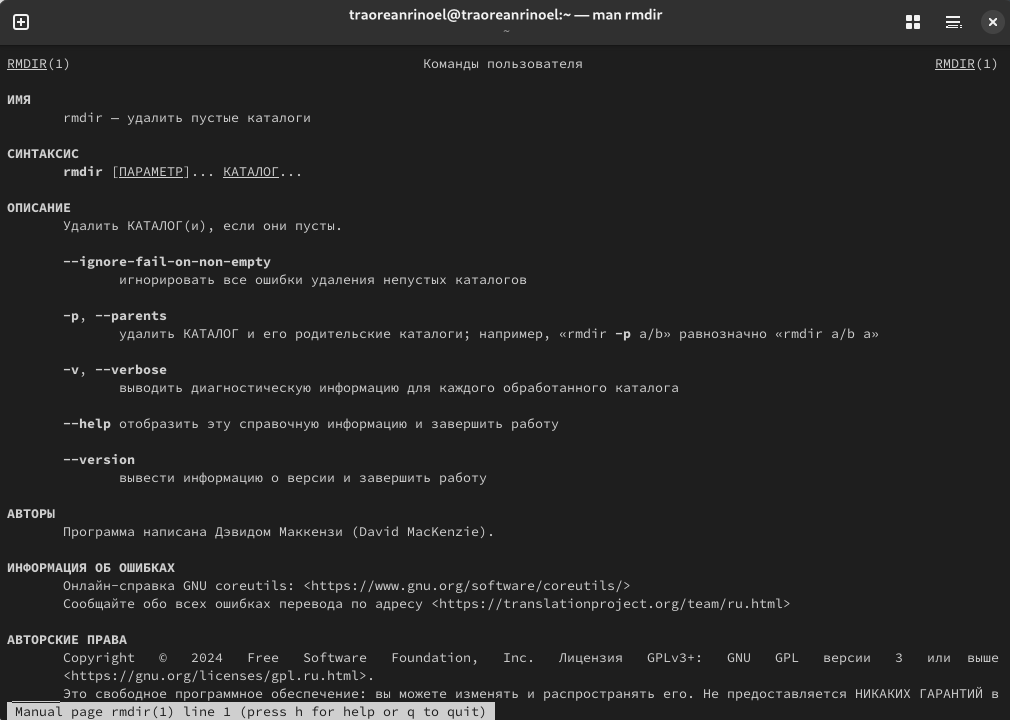 traoreanrinoel@traoreanrinoel:~ — man rmdir
~
RMDIR(1) Команды пользователя RMDIR(1)
ИМЯ
rmdir — удалить пустые каталоги
СИНТАКСИС
rmdir [ПАРАМЕТР]... КАТАЛОГ...
ОПИСАНИЕ
Удалить КАТАЛОГ(и), если они пусты.
--ignore-fail-on-non-empty
игнорировать все ошибки удаления непустых каталогов
-p, --parents
удалить КАТАЛОГ и его родительские каталоги; например, «rmdir -p a/b» равнозначно «rmdir a/b a»
-v, --verbose
выводить диагностическую информацию для каждого обработанного каталога
--help отобразить эту справочную информацию и завершить работу
--version
вывести информацию о версии и завершить работу
АВТОРЫ
Программа написана Дэвидом Маккензи (David MacKenzie).
ИНФОРМАЦИЯ ОБ ОШИБКАХ
Онлайн-справка GNU coreutils: <https://www.gnu.org/software/coreutils/>
Сообщайте обо всех ошибках перевода по адресу <https://translationproject.org/team/ru.html>
АВТОРСКИЕ ПРАВА
Copyright © 2024 Free Software Foundation, Inc. Лицензия GPLv3+: GNU GPL версии 3 или выше
<https://gnu.org/licenses/gpl.ru.html>.
Это свободное программное обеспечение: вы можете изменять и распространять его. Не предоставляется НИКАКИХ ГАРАНТИЙ в
Manual page rmdir(1) line 1 (press h for help or q to quit)